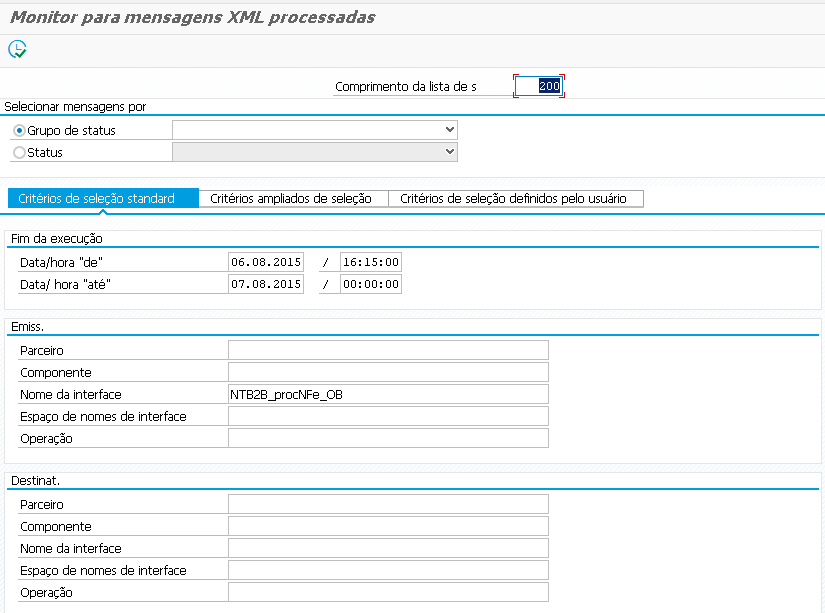 Monitor para mensagens XML processadas
Comprimento da lista de s 200
Selecionar mensagens por
Grupo de status
Status
Critérios de seleção standard Critérios ampliados de seleção Critérios de seleção definidos pelo usuário
Fim da execução
Data/hora "de" 06.08.2015 / 16:15:00
Data/ hora "até" 07.08.2015 / 00:00:00
Emiss.
Parceiro
Componente
Nome da interface NTB2B_procNFe_OB
Espaço de nomes de interface
Operação
Destinat.
Parceiro
Componente
Nome da interface
Espaço de nomes de interface
Operação